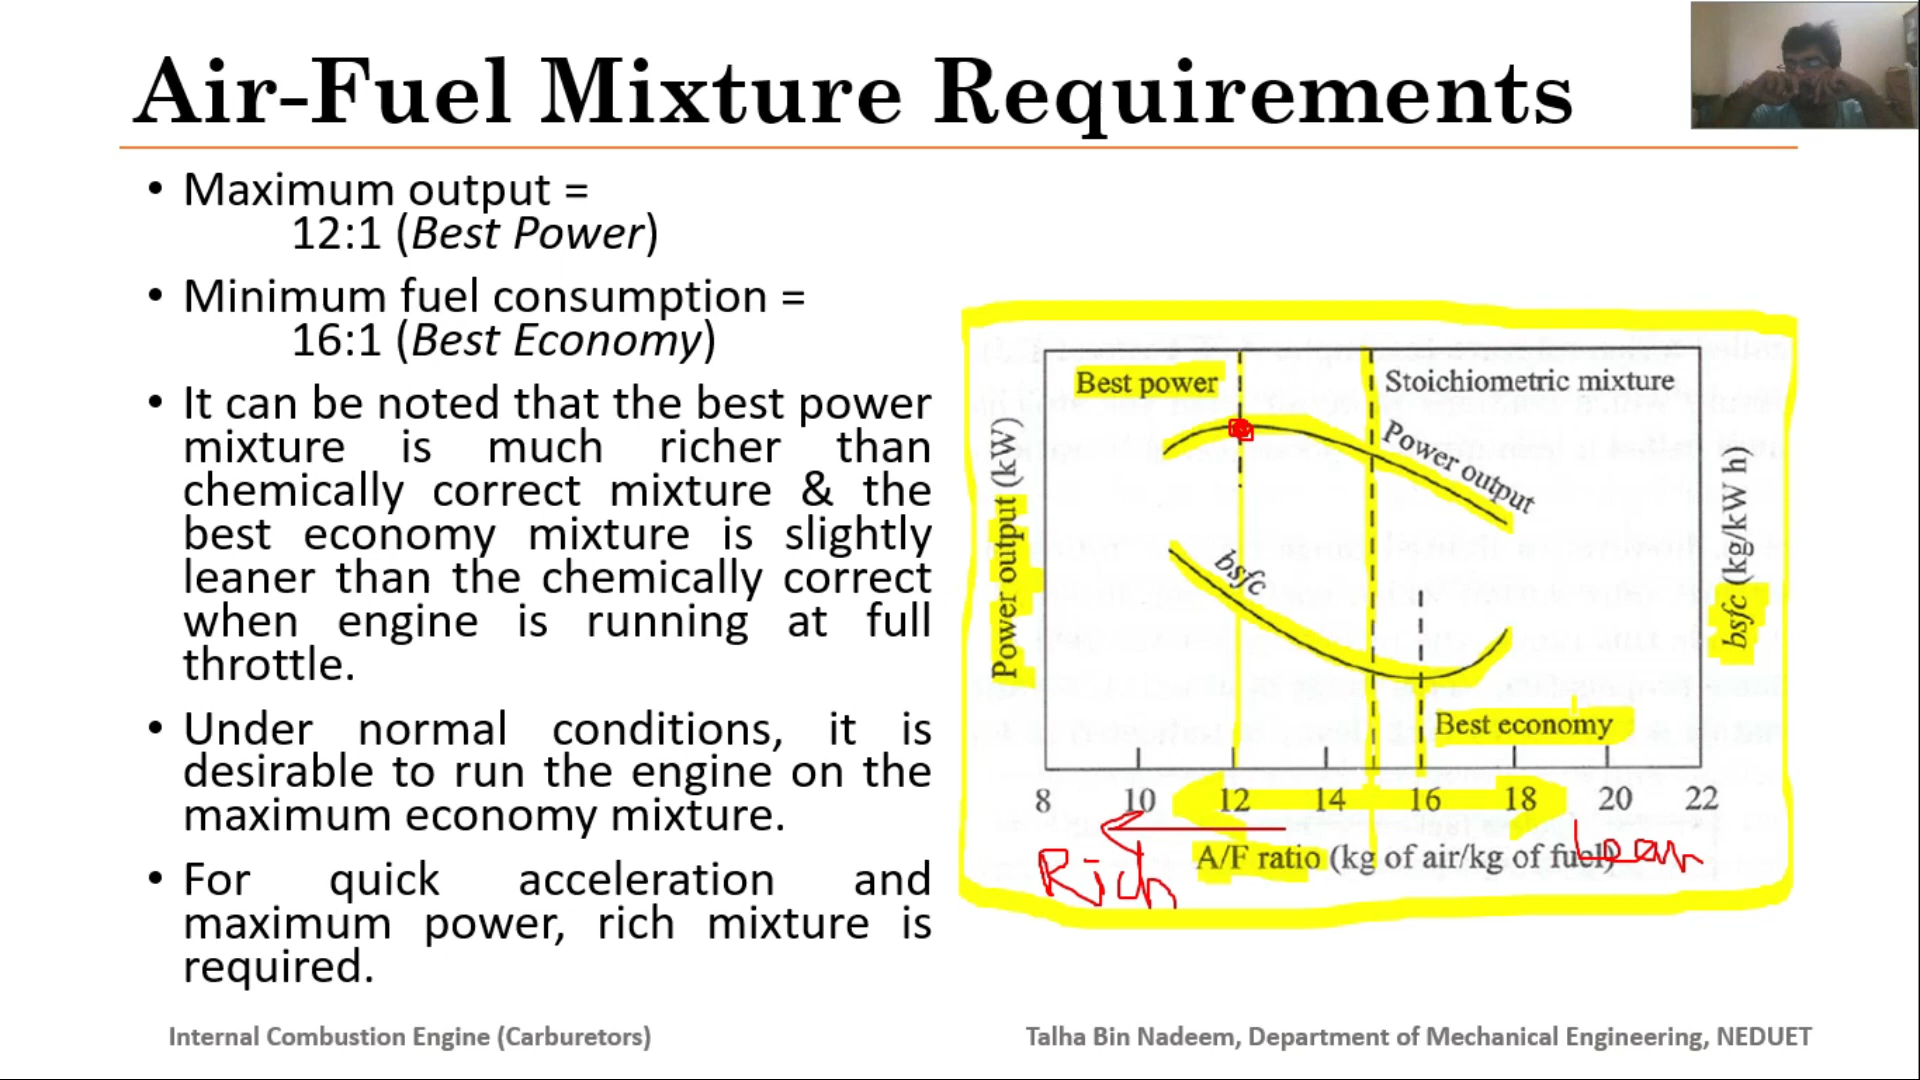 Air-Fuel Mixture Requirements
• Maximum output =
12:1 (Best Power)
• Minimum fuel consumption =
16:1 (Best Economy)
• It can be noted that the best power
mixture is much richer than
chemically correct mixture & the
best economy mixture is slightly
leaner than the chemically correct
when engine is running at full
throttle.
• Under normal conditions, it is
desirable to run the engine on the
maximum economy mixture.
• For quick acceleration and
maximum power, rich mixture is
required.
Best power
Stoichiometric mixture
Power output
Power output (kW)
bsfc
bsfc (kg/kW h)
Best economy
8 10 12 14 16 18 20 22
A/F ratio (kg of air/kg of fuel)
Rich
Lean
Internal Combustion Engine (Carburetors)
Talha Bin Nadeem, Department of Mechanical Engineering, NEDUET